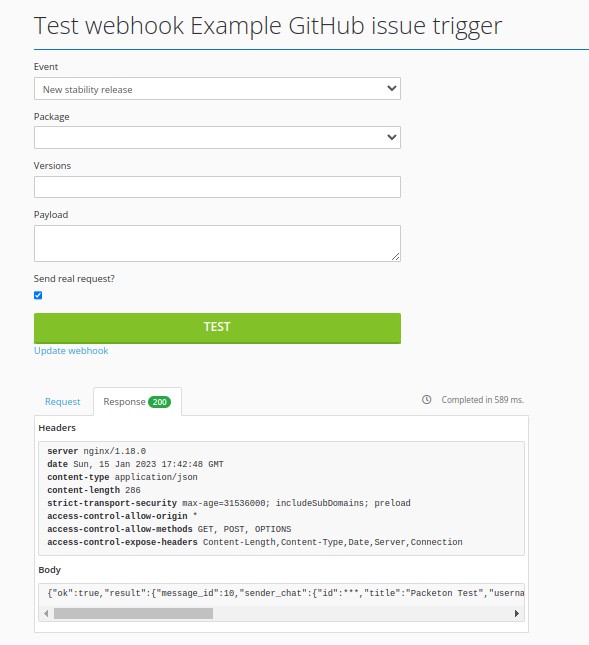 Test webhook Example GitHub issue trigger
Event
New stability release
Package
Versions
Payload
Send real request?
TEST
Update webhook
Request Response 200 Completed in 589 ms.
Headers
server nginx/1.18.0
date Sun, 15 Jan 2023 17:42:48 GMT
content-type application/json
content-length 286
strict-transport-security max-age=31536000; includeSubDomains; preload
access-control-allow-origin *
access-control-allow-methods GET, POST, OPTIONS
access-control-expose-headers Content-Length,Content-Type,Date,Server,Connection
Body
{"ok":true,"result":{"message_id":10,"sender_chat":{"id":***,"title":"Packeton Test","userna